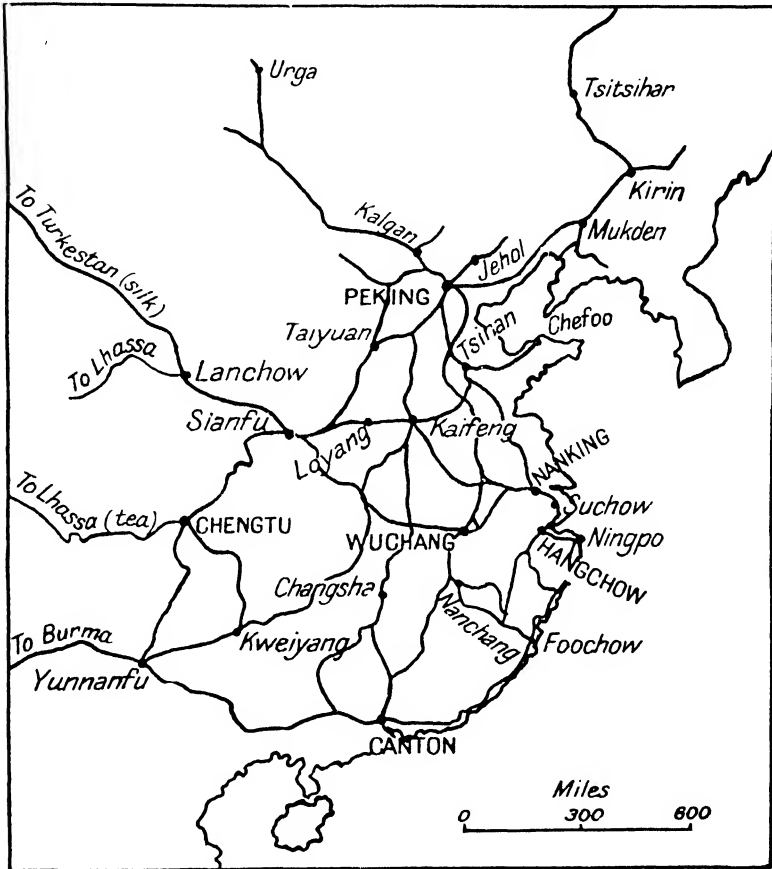 Urga
Tsitsihar
Kirin
Mukden
Kalgan
Jehol
PEKING
To Turkestan (silk)
Taiyuan
Tsinan
Chefoo
To Lhassa
Lanchow
Sianfu
Loyang
Kaifeng
NANKING
Suchow
To Lhassa (tea)
CHENGTU
WUCHANG
HANGCHOW
Ningpo
Changsha
Nanchang
To Burma
Kweiyang
Foochow
Yunnanfu
CANTON
Miles
0 300 600